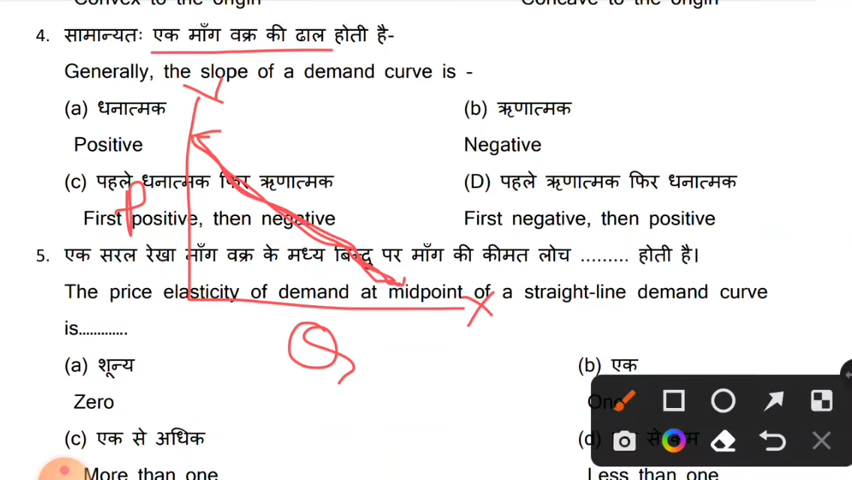 Convex to the origin Concave to the origin
4. सामान्यतः एक माँग वक्र की ढाल होती है-
Generally, the slope of a demand curve is -
(a) धनात्मक (b) ऋणात्मक
Positive Negative
(c) पहले धनात्मक फिर ऋणात्मक (D) पहले ऋणात्मक फिर धनात्मक
First positive, then negative First negative, then positive
P
5. एक सरल रेखा माँग वक्र के मध्य बिन्दु पर माँग की कीमत लोच ......... होती है।
The price elasticity of demand at midpoint of a straight-line demand curve
X
is.............
Q
(a) शून्य (b) एक
Zero One
(c) एक से अधिक (d) से
More than one Less than one